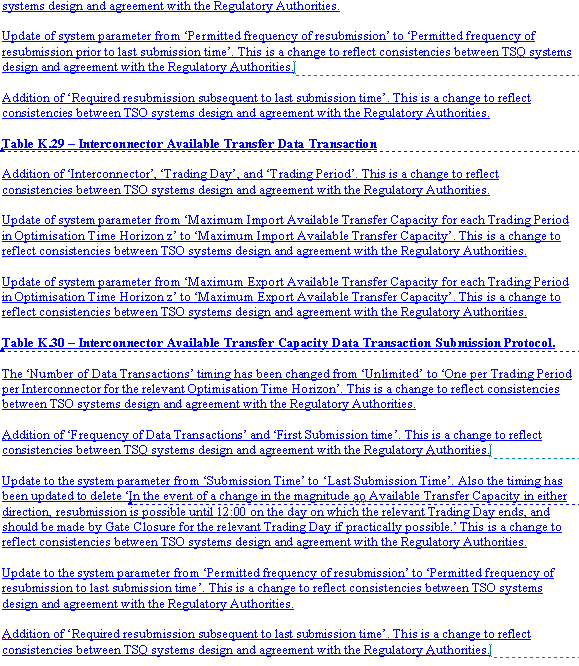 systems design and agreement with the Regulatory Authorities.
Update of system parameter from ‘Permitted frequency of resubmission’ to ‘Permitted frequency of
resubmission prior to last submission time’. This is a change to reflect consistencies between TSO systems
design and agreement with the Regulatory Authorities.
Addition of ‘Required resubmission subsequent to last submission time’. This is a change to reflect
consistencies between TSO systems design and agreement with the Regulatory Authorities.
Table K.29 – Interconnector Available Transfer Data Transaction
Addition of ‘Interconnector’, ‘Trading Day’, and ‘Trading Period’. This is a change to reflect
consistencies between TSO systems design and agreement with the Regulatory Authorities.
Update of system parameter from ‘Maximum Import Available Transfer Capacity for each Trading Period
in Optimisation Time Horizon z’ to ‘Maximum Import Available Transfer Capacity’. This is a change to
reflect consistencies between TSO systems design and agreement with the Regulatory Authorities.
Update of system parameter from ‘Maximum Export Available Transfer Capacity for each Trading Period
in Optimisation Time Horizon z’ to ‘Maximum Export Available Transfer Capacity’. This is a change to
reflect consistencies between TSO systems design and agreement with the Regulatory Authorities.
Table K.30 – Interconnector Available Transfer Capacity Data Transaction Submission Protocol.
The ‘Number of Data Transactions’ timing has been changed from ‘Unlimited’ to ‘One per Trading Period
per Interconnector for the relevant Optimisation Time Horizon’. This is a change to reflect consistencies
between TSO systems design and agreement with the Regulatory Authorities.
Addition of ‘Frequency of Data Transactions’ and ‘First Submission time’. This is a change to reflect
consistencies between TSO systems design and agreement with the Regulatory Authorities.
Update to the system parameter from ‘Submission Time’ to ‘Last Submission Time’. Also the timing has
been updated to delete ‘In the event of a change in the magnitude Available Transfer Capacity in either
direction, resubmission is possible until 12:00 on the day on which the relevant Trading Day ends, and
should be made by Gate Closure for the relevant Trading Day if practically possible.’ This is a change to
reflect consistencies between TSO systems design and agreement with the Regulatory Authorities.
Update to the system parameter from ‘Permitted frequency of resubmission’ to ‘Permitted frequency of
resubmission to last submission time’. This is a change to reflect consistencies between TSO systems
design and agreement with the Regulatory Authorities.
Addition of ‘Required resubmission subsequent to last submission time’. This is a change to reflect
consistencies between TSO systems design and agreement with the Regulatory Authorities.